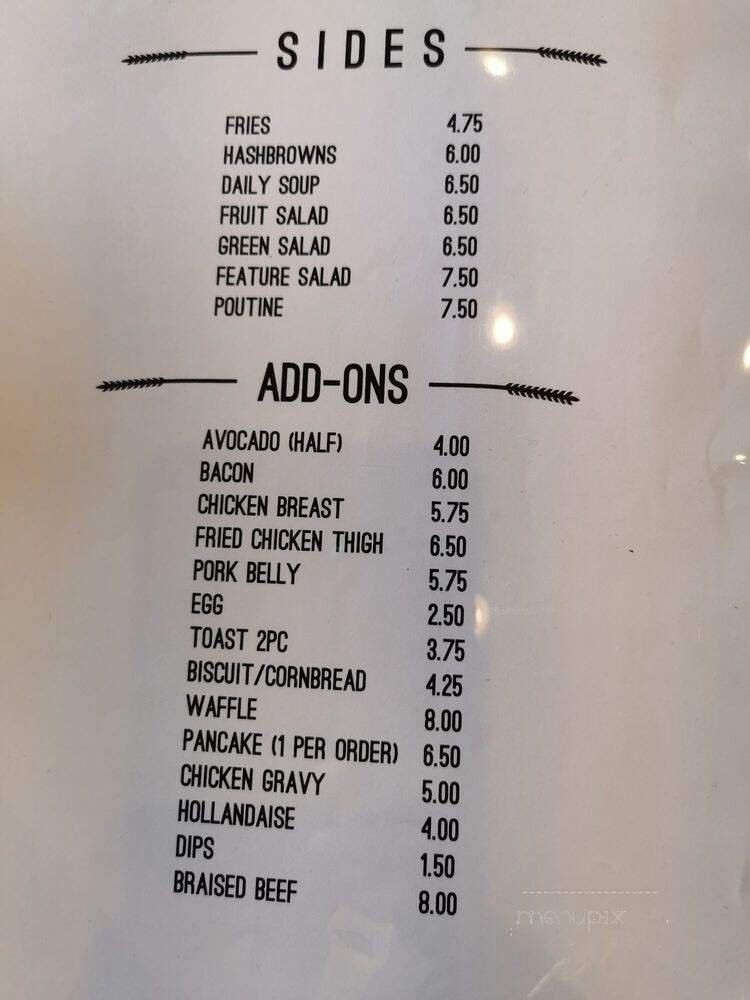 SIDES
FRIES 4.75
HASHBROWNS 6.00
DAILY SOUP 6.50
FRUIT SALAD 6.50
GREEN SALAD 6.50
FEATURE SALAD 7.50
POUTINE 7.50
ADD-ONS
AVOCADO (HALF) 4.00
BACON 6.00
CHICKEN BREAST 5.75
FRIED CHICKEN THIGH 6.50
PORK BELLY 5.75
EGG 2.50
TOAST 2PC 3.75
BISCUIT/CORNBREAD 4.25
WAFFLE 8.00
PANCAKE (1 PER ORDER) 6.50
CHICKEN GRAVY 5.00
HOLLANDAISE 4.00
DIPS 1.50
BRAISED BEEF 8.00
menupix